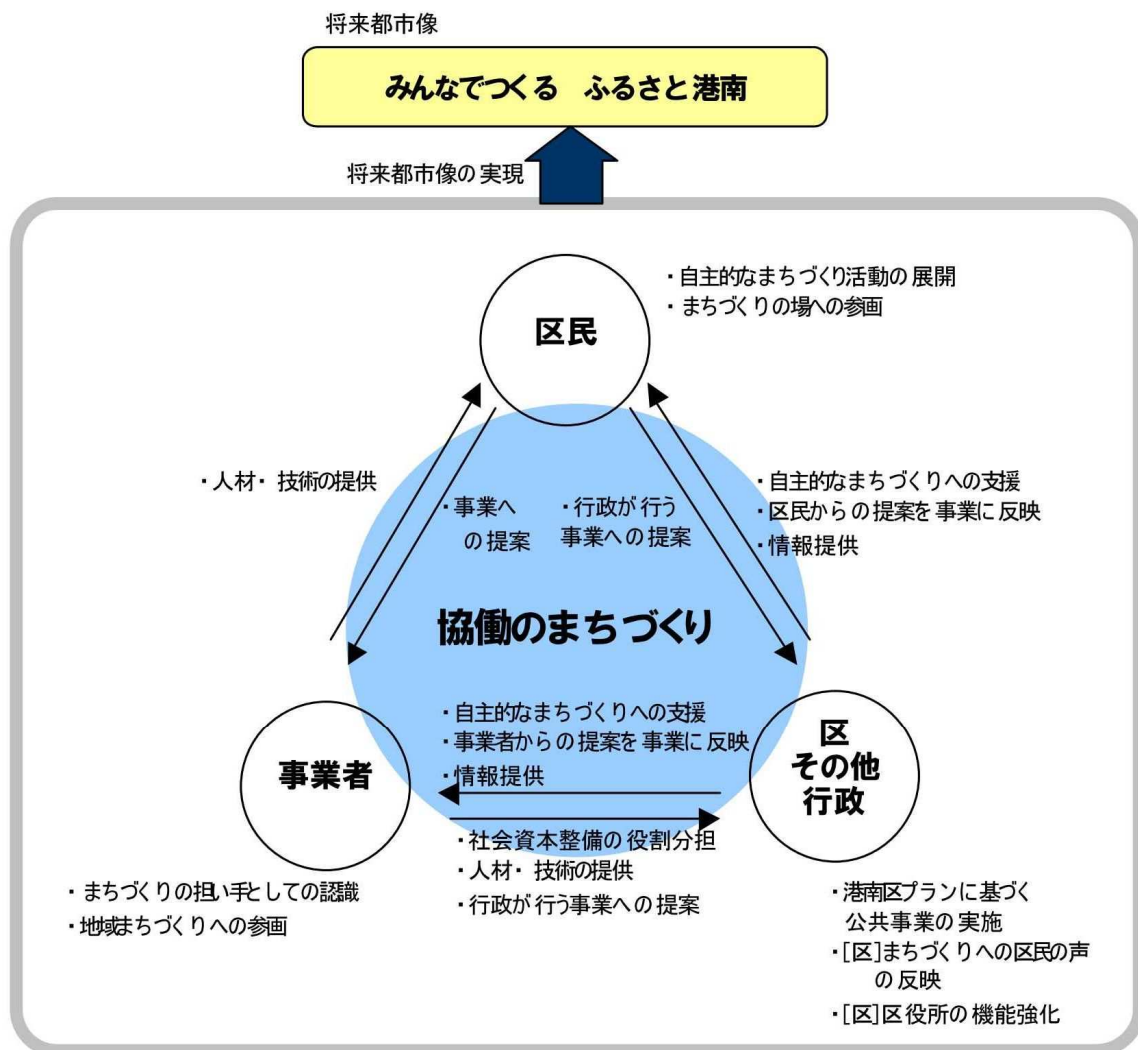 将来都市像
みんなでつくる　ふるさと港南
将来都市像の実現
区民
・自主的なまちづくり活動の展開
・まちづくりの場への参画
・人材・技術の提供
・事業へ
の提案
・行政が行う
事業への提案
・自主的なまちづくりへの支援
・区民からの提案を事業に反映
・情報提供
協働のまちづくり
・自主的なまちづくりへの支援
・事業者からの提案を事業に反映
・情報提供
事業者
区
その他
行政
・社会資本整備の役割分担
・人材・技術の提供
・行政が行う事業への提案
・まちづくりの担い手としての認識
・地域まちづくりへの参画
・港南区プランに基づく
公共事業の実施
・[区]まちづくりへの区民の声
の反映
・[区]区役所の機能強化